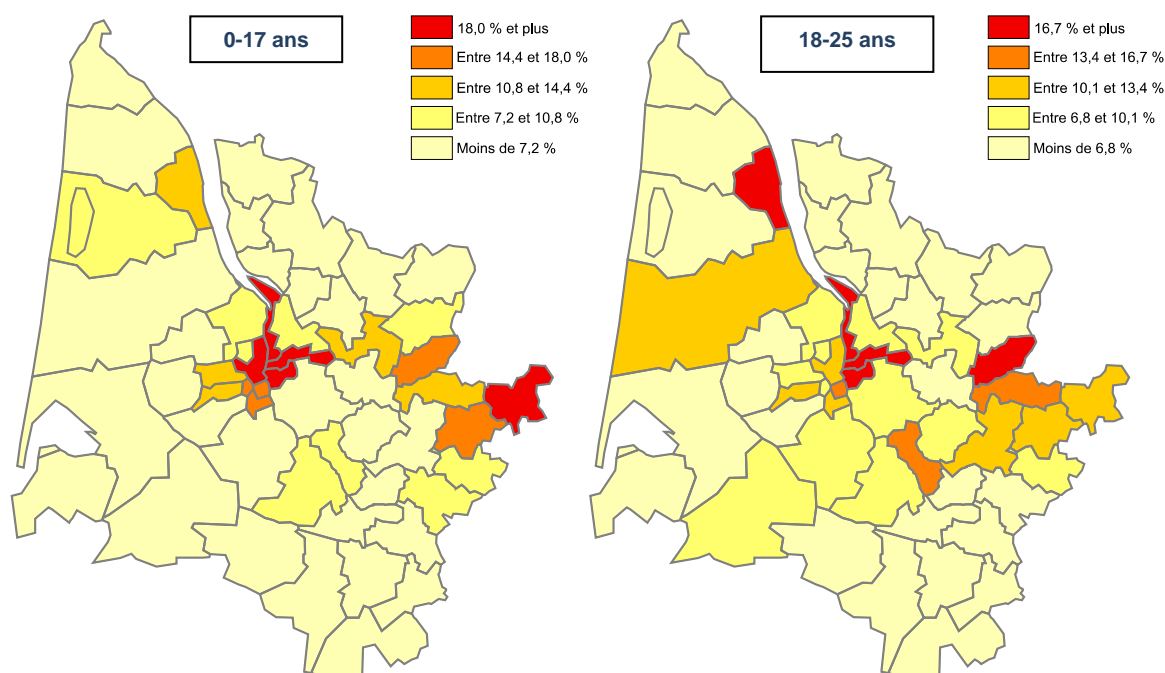 0-17 ans
18,0 % et plus
Entre 14,4 et 18,0 %
Entre 10,8 et 14,4 %
Entre 7,2 et 10,8 %
Moins de 7,2 %
18-25 ans
16,7 % et plus
Entre 13,4 et 16,7 %
Entre 10,1 et 13,4 %
Entre 6,8 et 10,1 %
Moins de 6,8 %